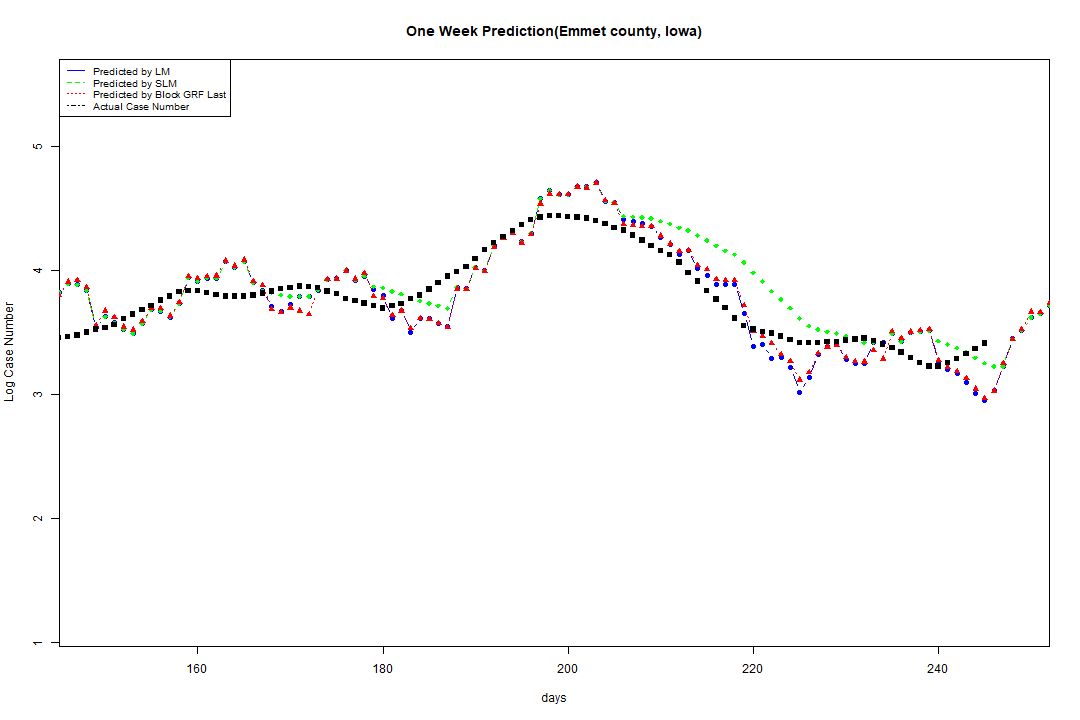 One Week Prediction(Emmet county, Iowa)
Predicted by LM
Predicted by SLM
Predicted by Block GRF Last
Actual Case Number
5
4
3
2
1
Log Case Number
160 180 200 220 240
days